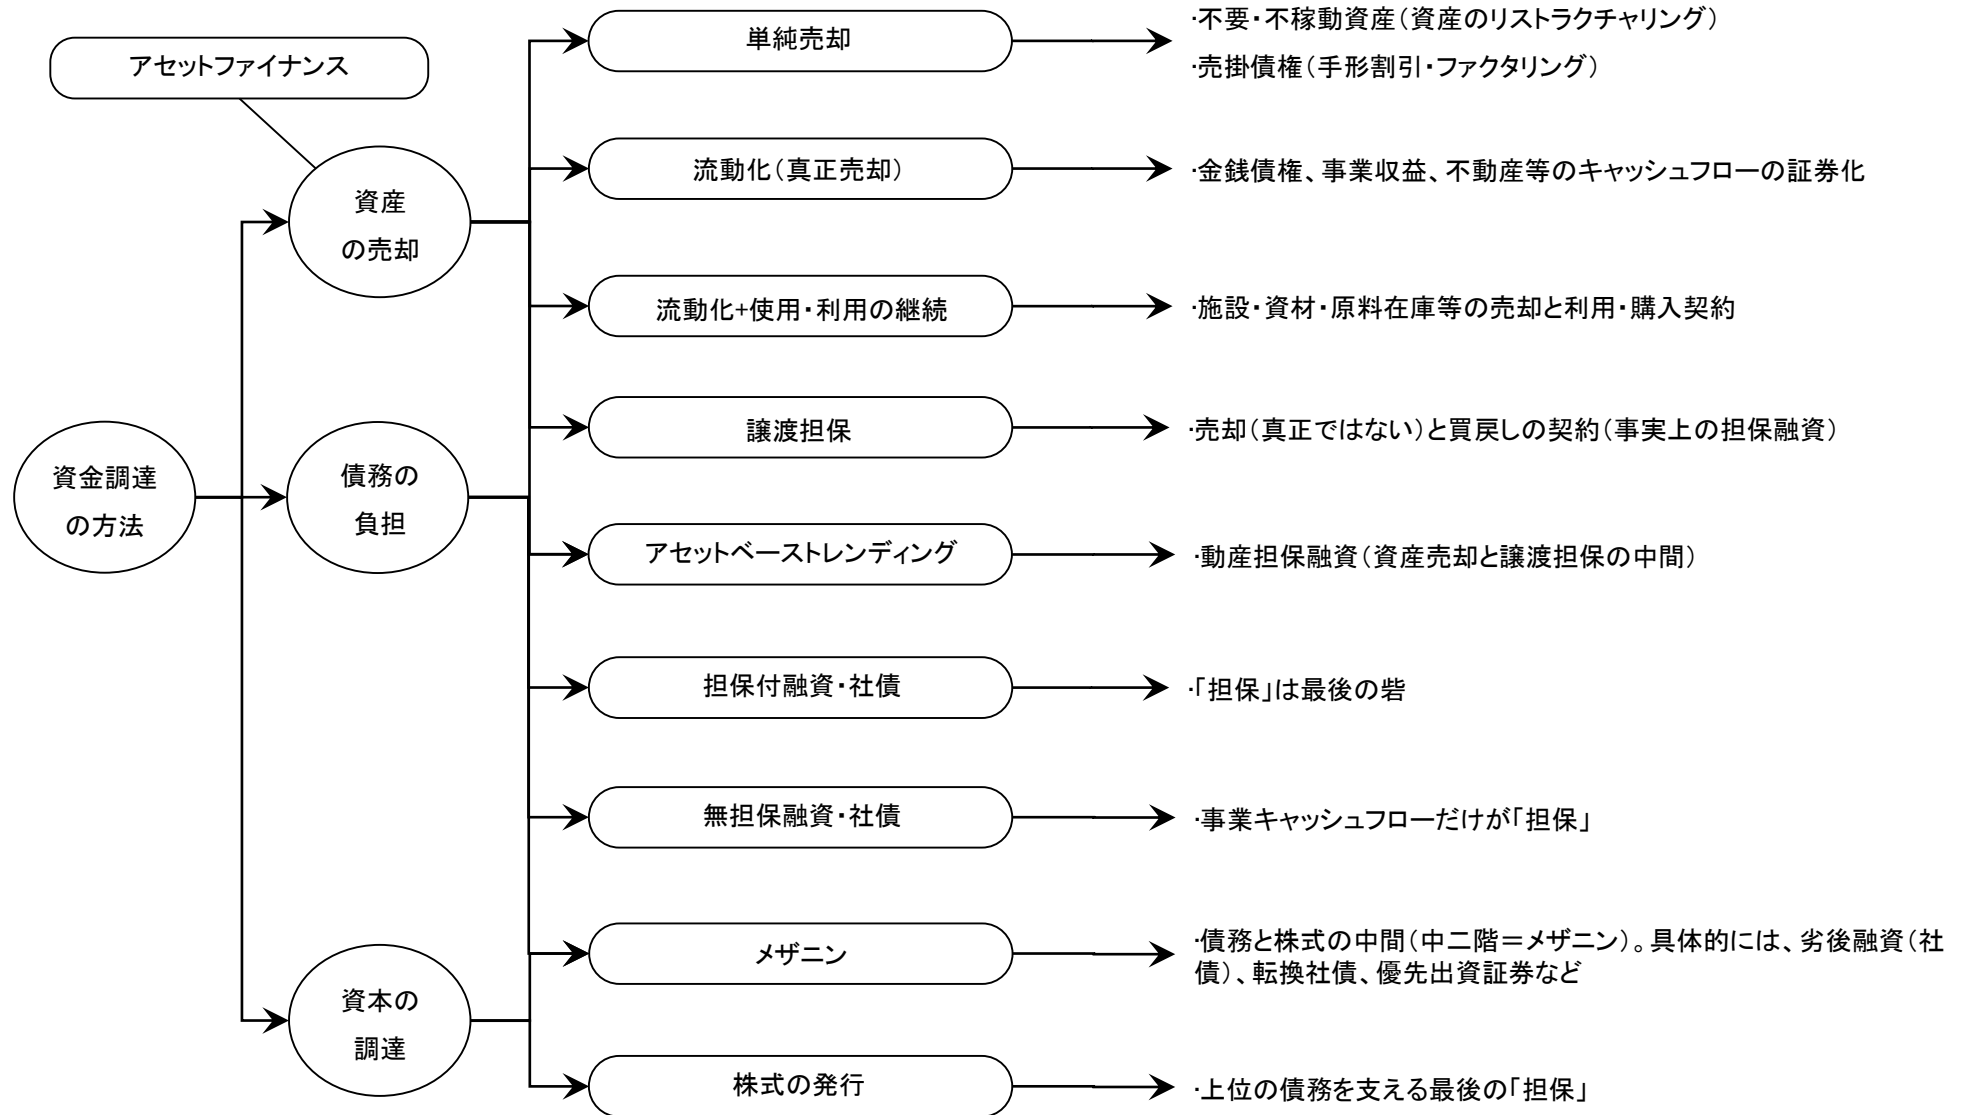 アセットファイナンス
資金調達
の方法
資産
の売却
債務の
負担
資本の
調達
単純売却
･不要・不稼動資産（資産のリストラクチャリング）
･売掛債権（手形割引・ファクタリング）
流動化（真正売却）
･金銭債権、事業収益、不動産等のキャッシュフローの証券化
流動化+使用・利用の継続
･施設・資材・原料在庫等の売却と利用・購入契約
譲渡担保
･売却（真正ではない）と買戻しの契約（事実上の担保融資）
アセットベーストレンディング
･動産担保融資（資産売却と譲渡担保の中間）
担保付融資・社債
･「担保」は最後の砦
無担保融資・社債
･事業キャッシュフローだけが「担保」
メザニン
･債務と株式の中間（中二階＝メザニン）。具体的には、劣後融資（社
債）、転換社債、優先出資証券など
株式の発行
･上位の債務を支える最後の「担保」